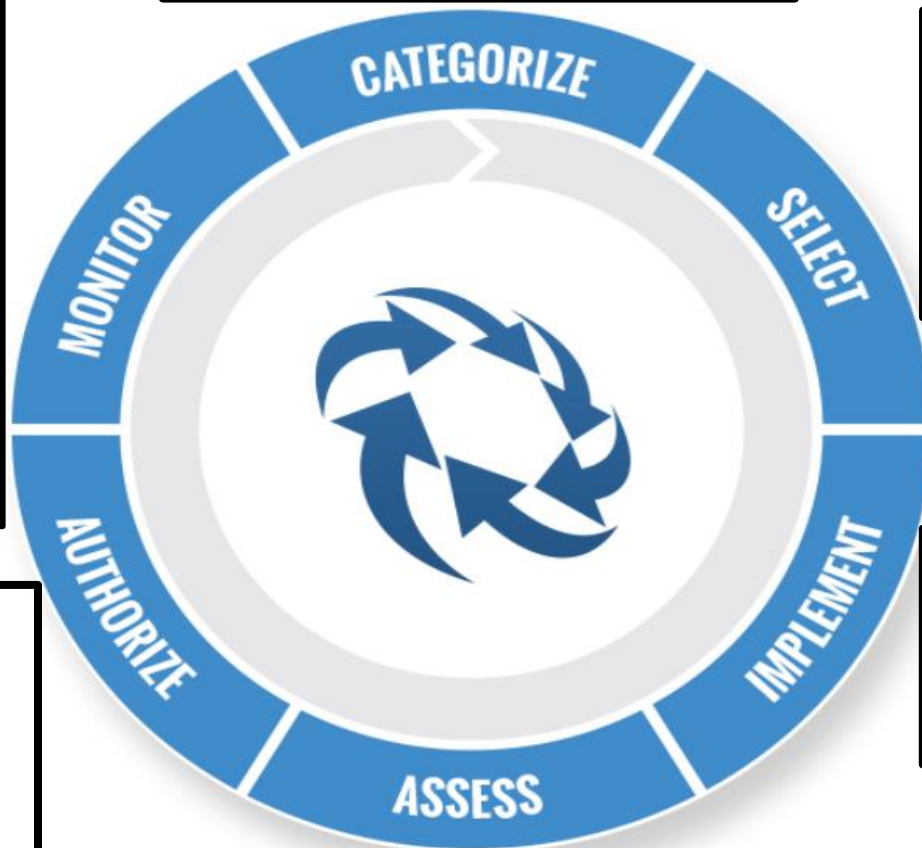 CATEGORIZE
SELECT
IMPLEMENT
ASSESS
AUTHORIZE
MONITOR